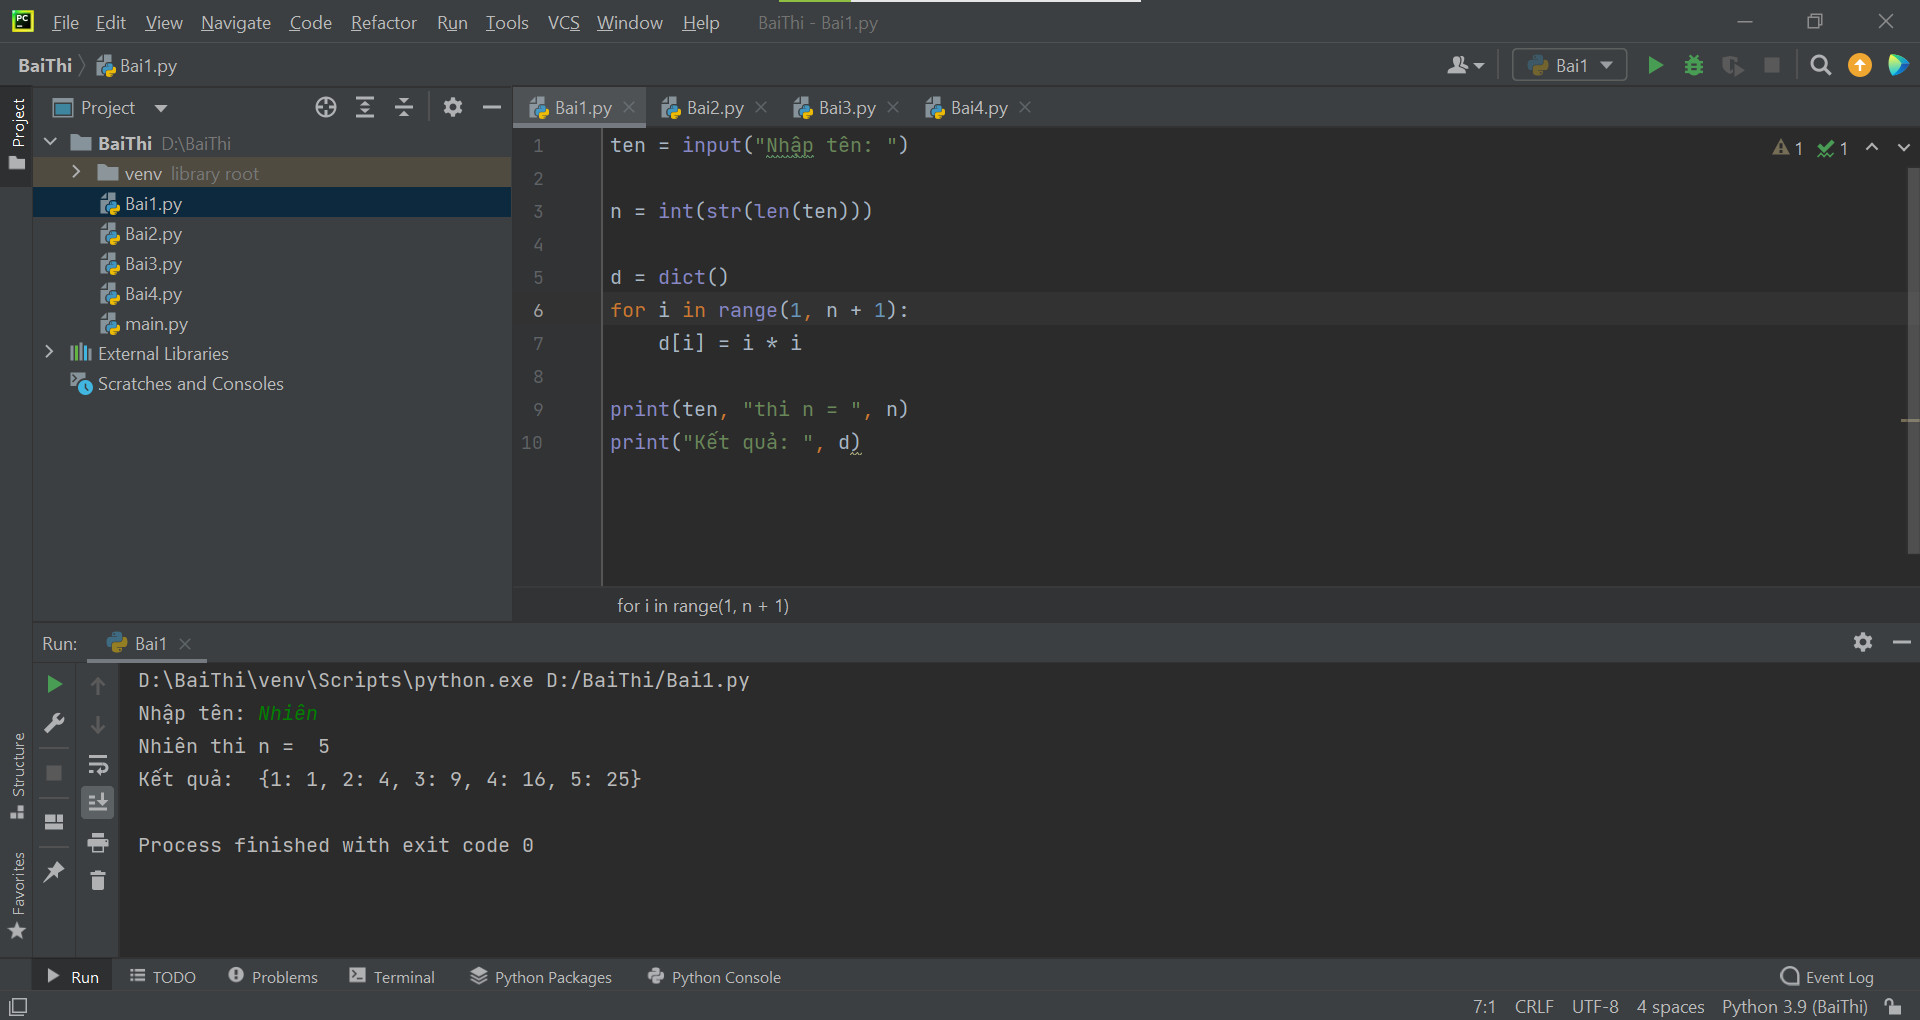 PC File Edit View Navigate Code Refactor Run Tools VCS Window Help BaiThi - Bai1.py
BaiThi Bai1.py Bai1
Project
Project Bai1.py Bai2.py Bai3.py Bai4.py
BaiThi D:\BaiThi
venv library root
Bai1.py
Bai2.py
Bai3.py
Bai4.py
main.py
External Libraries
Scratches and Consoles
1 ten = input("Nhập tên: ")
1 1
2
3 n = int(str(len(ten)))
4
5 d = dict()
6 for i in range(1, n + 1):
7 d[i] = i * i
8
9 print(ten, "thi n = ", n)
10 print("Kết quả: ", d)
for i in range(1, n + 1)
Run: Bai1
D:\BaiThi\venv\Scripts\python.exe D:/BaiThi/Bai1.py
Nhập tên: Nhiên
Nhiên thi n =  5
Kết quả:  {1: 1, 2: 4, 3: 9, 4: 16, 5: 25}
Process finished with exit code 0
Structure
Favorites
Run TODO Problems Terminal Python Packages Python Console Event Log
7:1 CRLF UTF-8 4 spaces Python 3.9 (BaiThi)